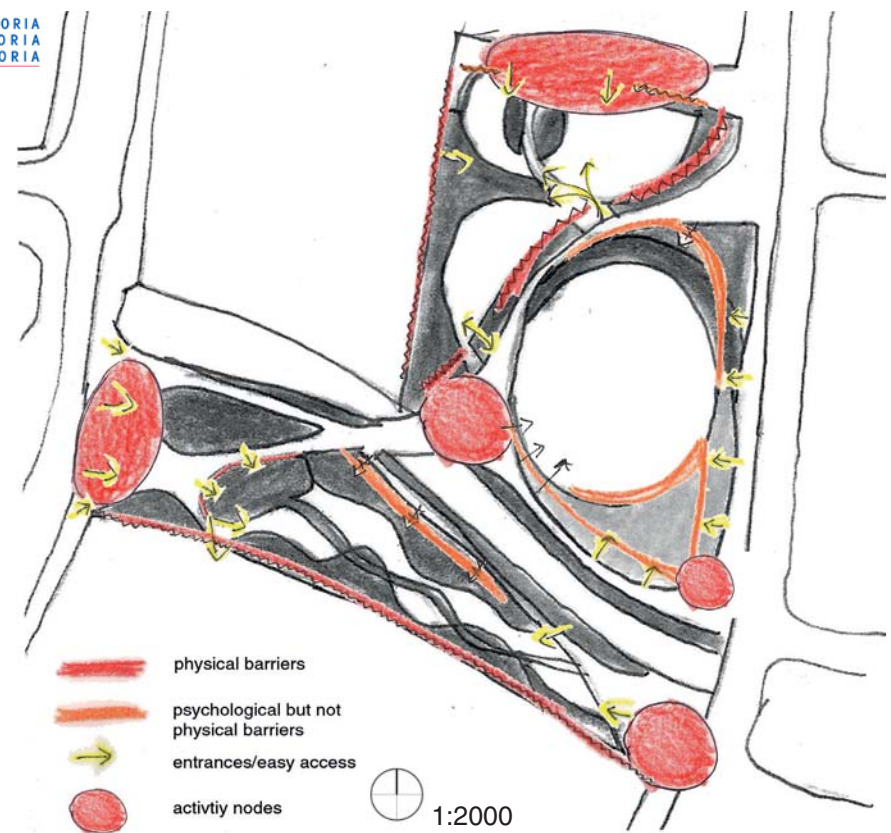 ORIA
ORIA
ORIA
physical barriers
psychological but not
physical barriers
entrances/easy access
activtiy nodes
1:2000